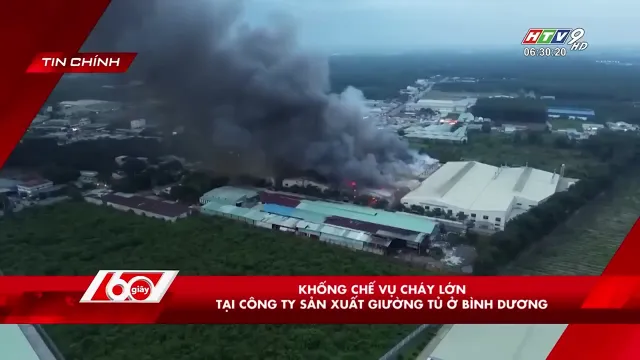 TIN CHÍNH
HTV9 HD
06:30:20
60 giây
KHỐNG CHẾ VỤ CHÁY LỚN
TẠI CÔNG TY SẢN XUẤT GIƯỜNG TỦ Ở BÌNH DƯƠNG